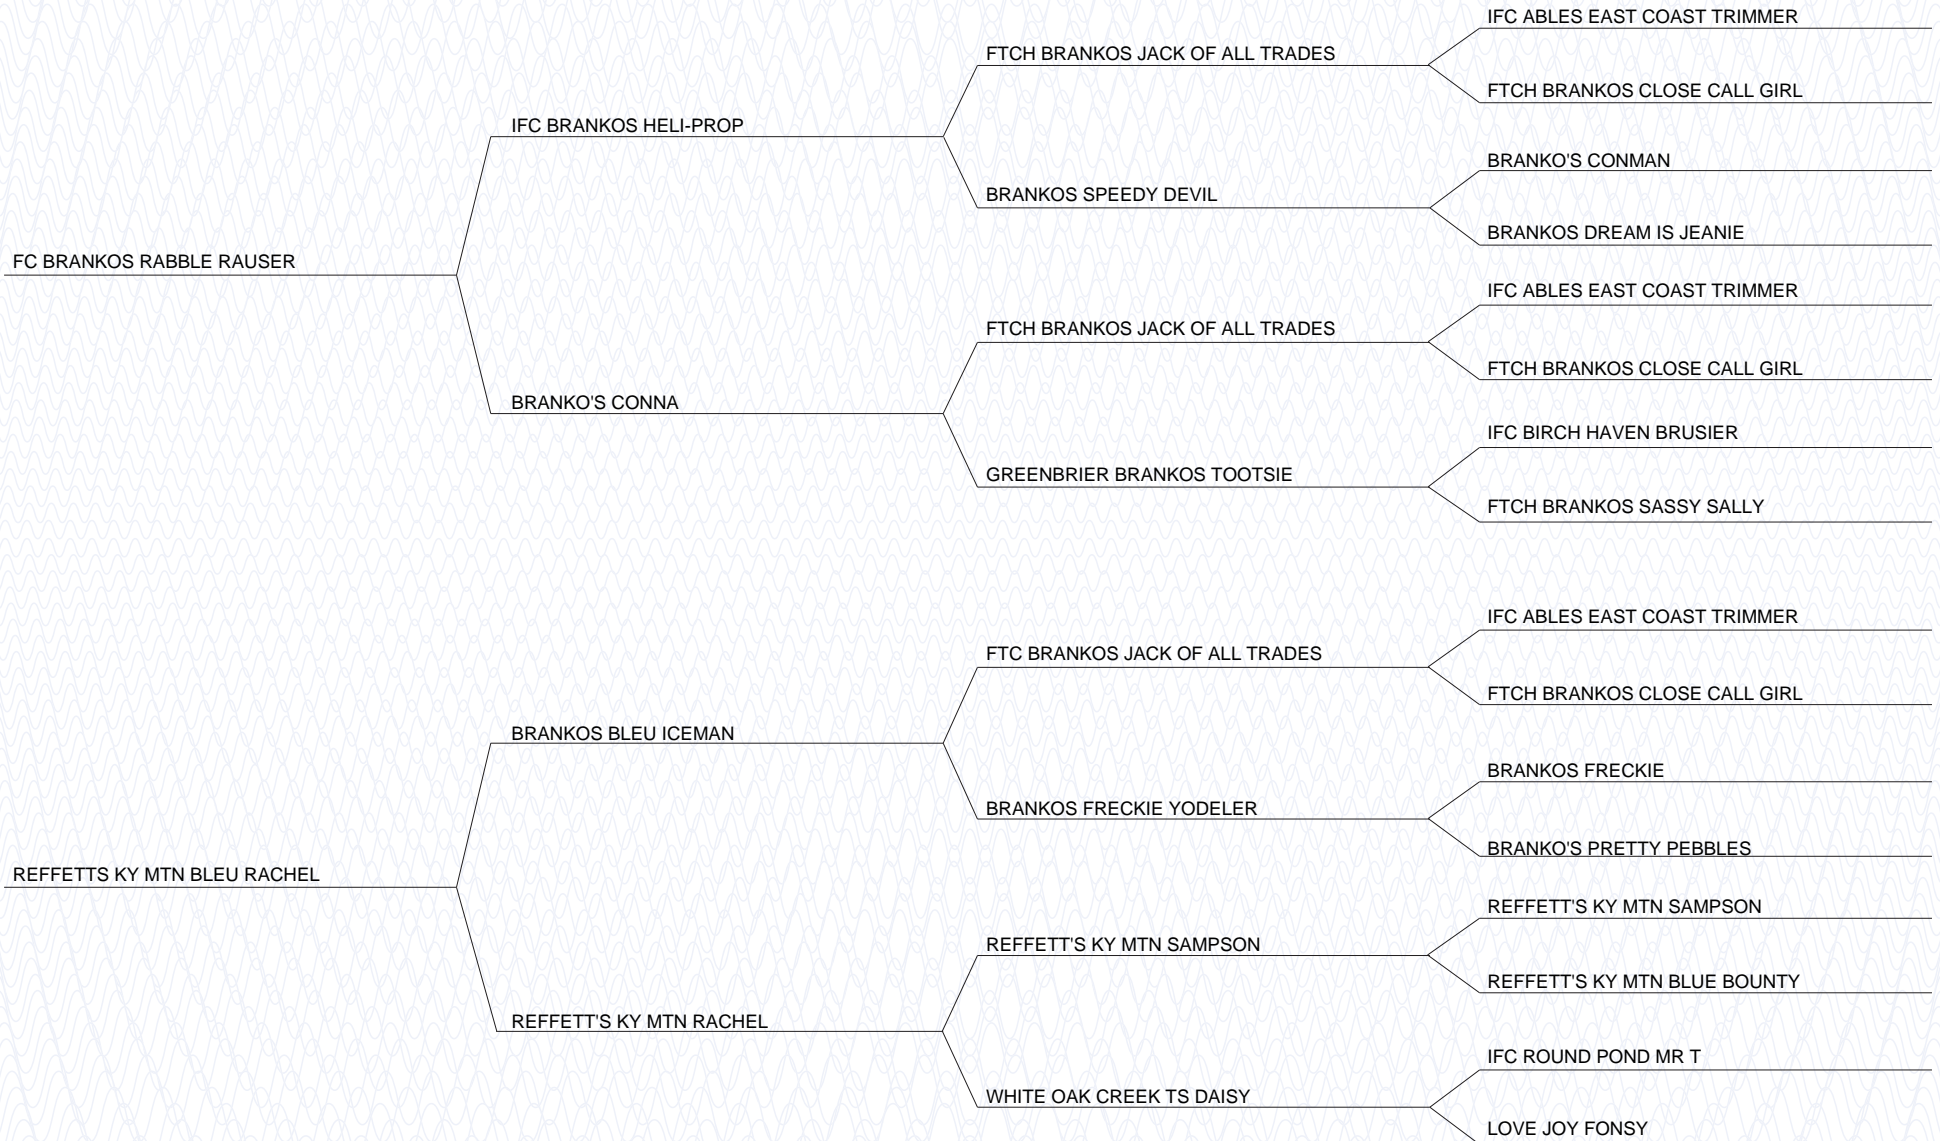 IFC ABLES EAST COAST TRIMMER
FTCH BRANKOS JACK OF ALL TRADES
FTCH BRANKOS CLOSE CALL GIRL
IFC BRANKOS HELI-PROP
BRANKO'S CONMAN
BRANKOS SPEEDY DEVIL
BRANKOS DREAM IS JEANIE
FC BRANKOS RABBLE RAUSER
IFC ABLES EAST COAST TRIMMER
FTCH BRANKOS JACK OF ALL TRADES
FTCH BRANKOS CLOSE CALL GIRL
BRANKO'S CONNA
IFC BIRCH HAVEN BRUSIER
GREENBRIER BRANKOS TOOTSIE
FTCH BRANKOS SASSY SALLY
IFC ABLES EAST COAST TRIMMER
FTC BRANKOS JACK OF ALL TRADES
FTCH BRANKOS CLOSE CALL GIRL
BRANKOS BLEU ICEMAN
BRANKOS FRECKIE
BRANKOS FRECKIE YODELER
BRANKO'S PRETTY PEBBLES
REFFETTS KY MTN BLEU RACHEL
REFFETT'S KY MTN SAMPSON
REFFETT'S KY MTN SAMPSON
REFFETT'S KY MTN BLUE BOUNTY
REFFETT'S KY MTN RACHEL
IFC ROUND POND MR T
WHITE OAK CREEK TS DAISY
LOVE JOY FONSY